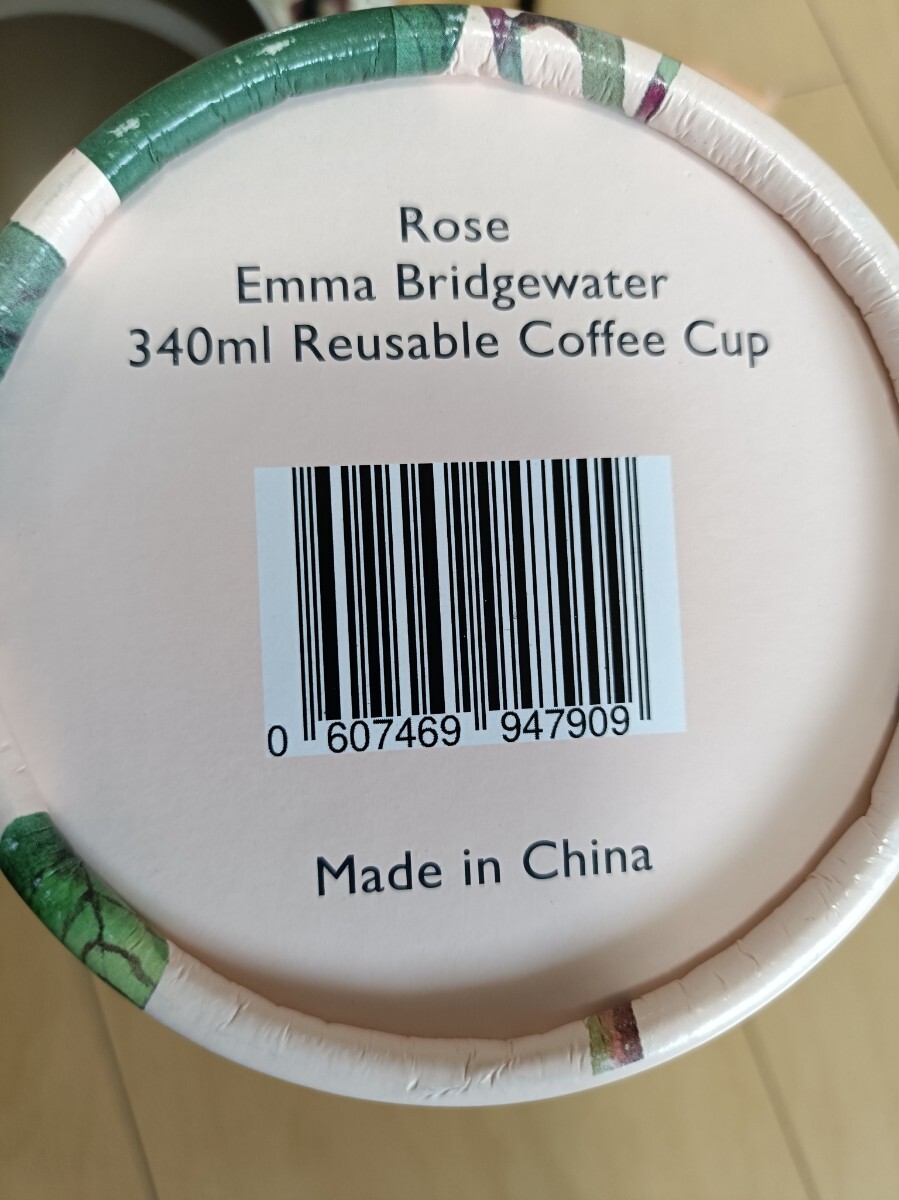 Rose
Emma Bridgewater
340ml Reusable Coffee Cup
0 607469 947909
Made in China